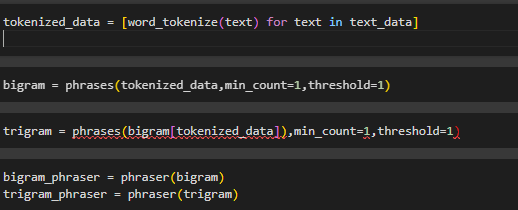 tokenized_data = [word_tokenize(text) for text in text_data]
bigram = phrases(tokenized_data,min_count=1,threshold=1)
trigram = phrases(bigram[tokenized_data]),min_count=1,threshold=1)
bigram_phraser = phraser(bigram)
trigram_phraser = phraser(trigram)